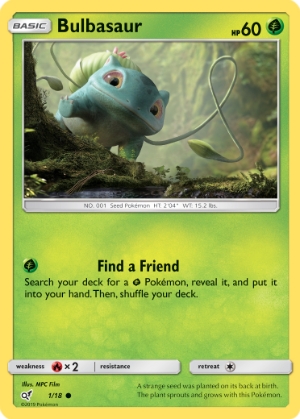 BASIC Bulbasaur HP60
NO. 001 Seed Pokémon HT: 2'04" WT: 15.2 lbs.
Find a Friend
Search your deck for a Pokémon, reveal it, and put it
into your hand. Then, shuffle your deck.
weakness ×2 resistance retreat
Illus. MPC Film
1/18
©2019 Pokémon
A strange seed was planted on its back at birth.
The plant sprouts and grows with this Pokémon.